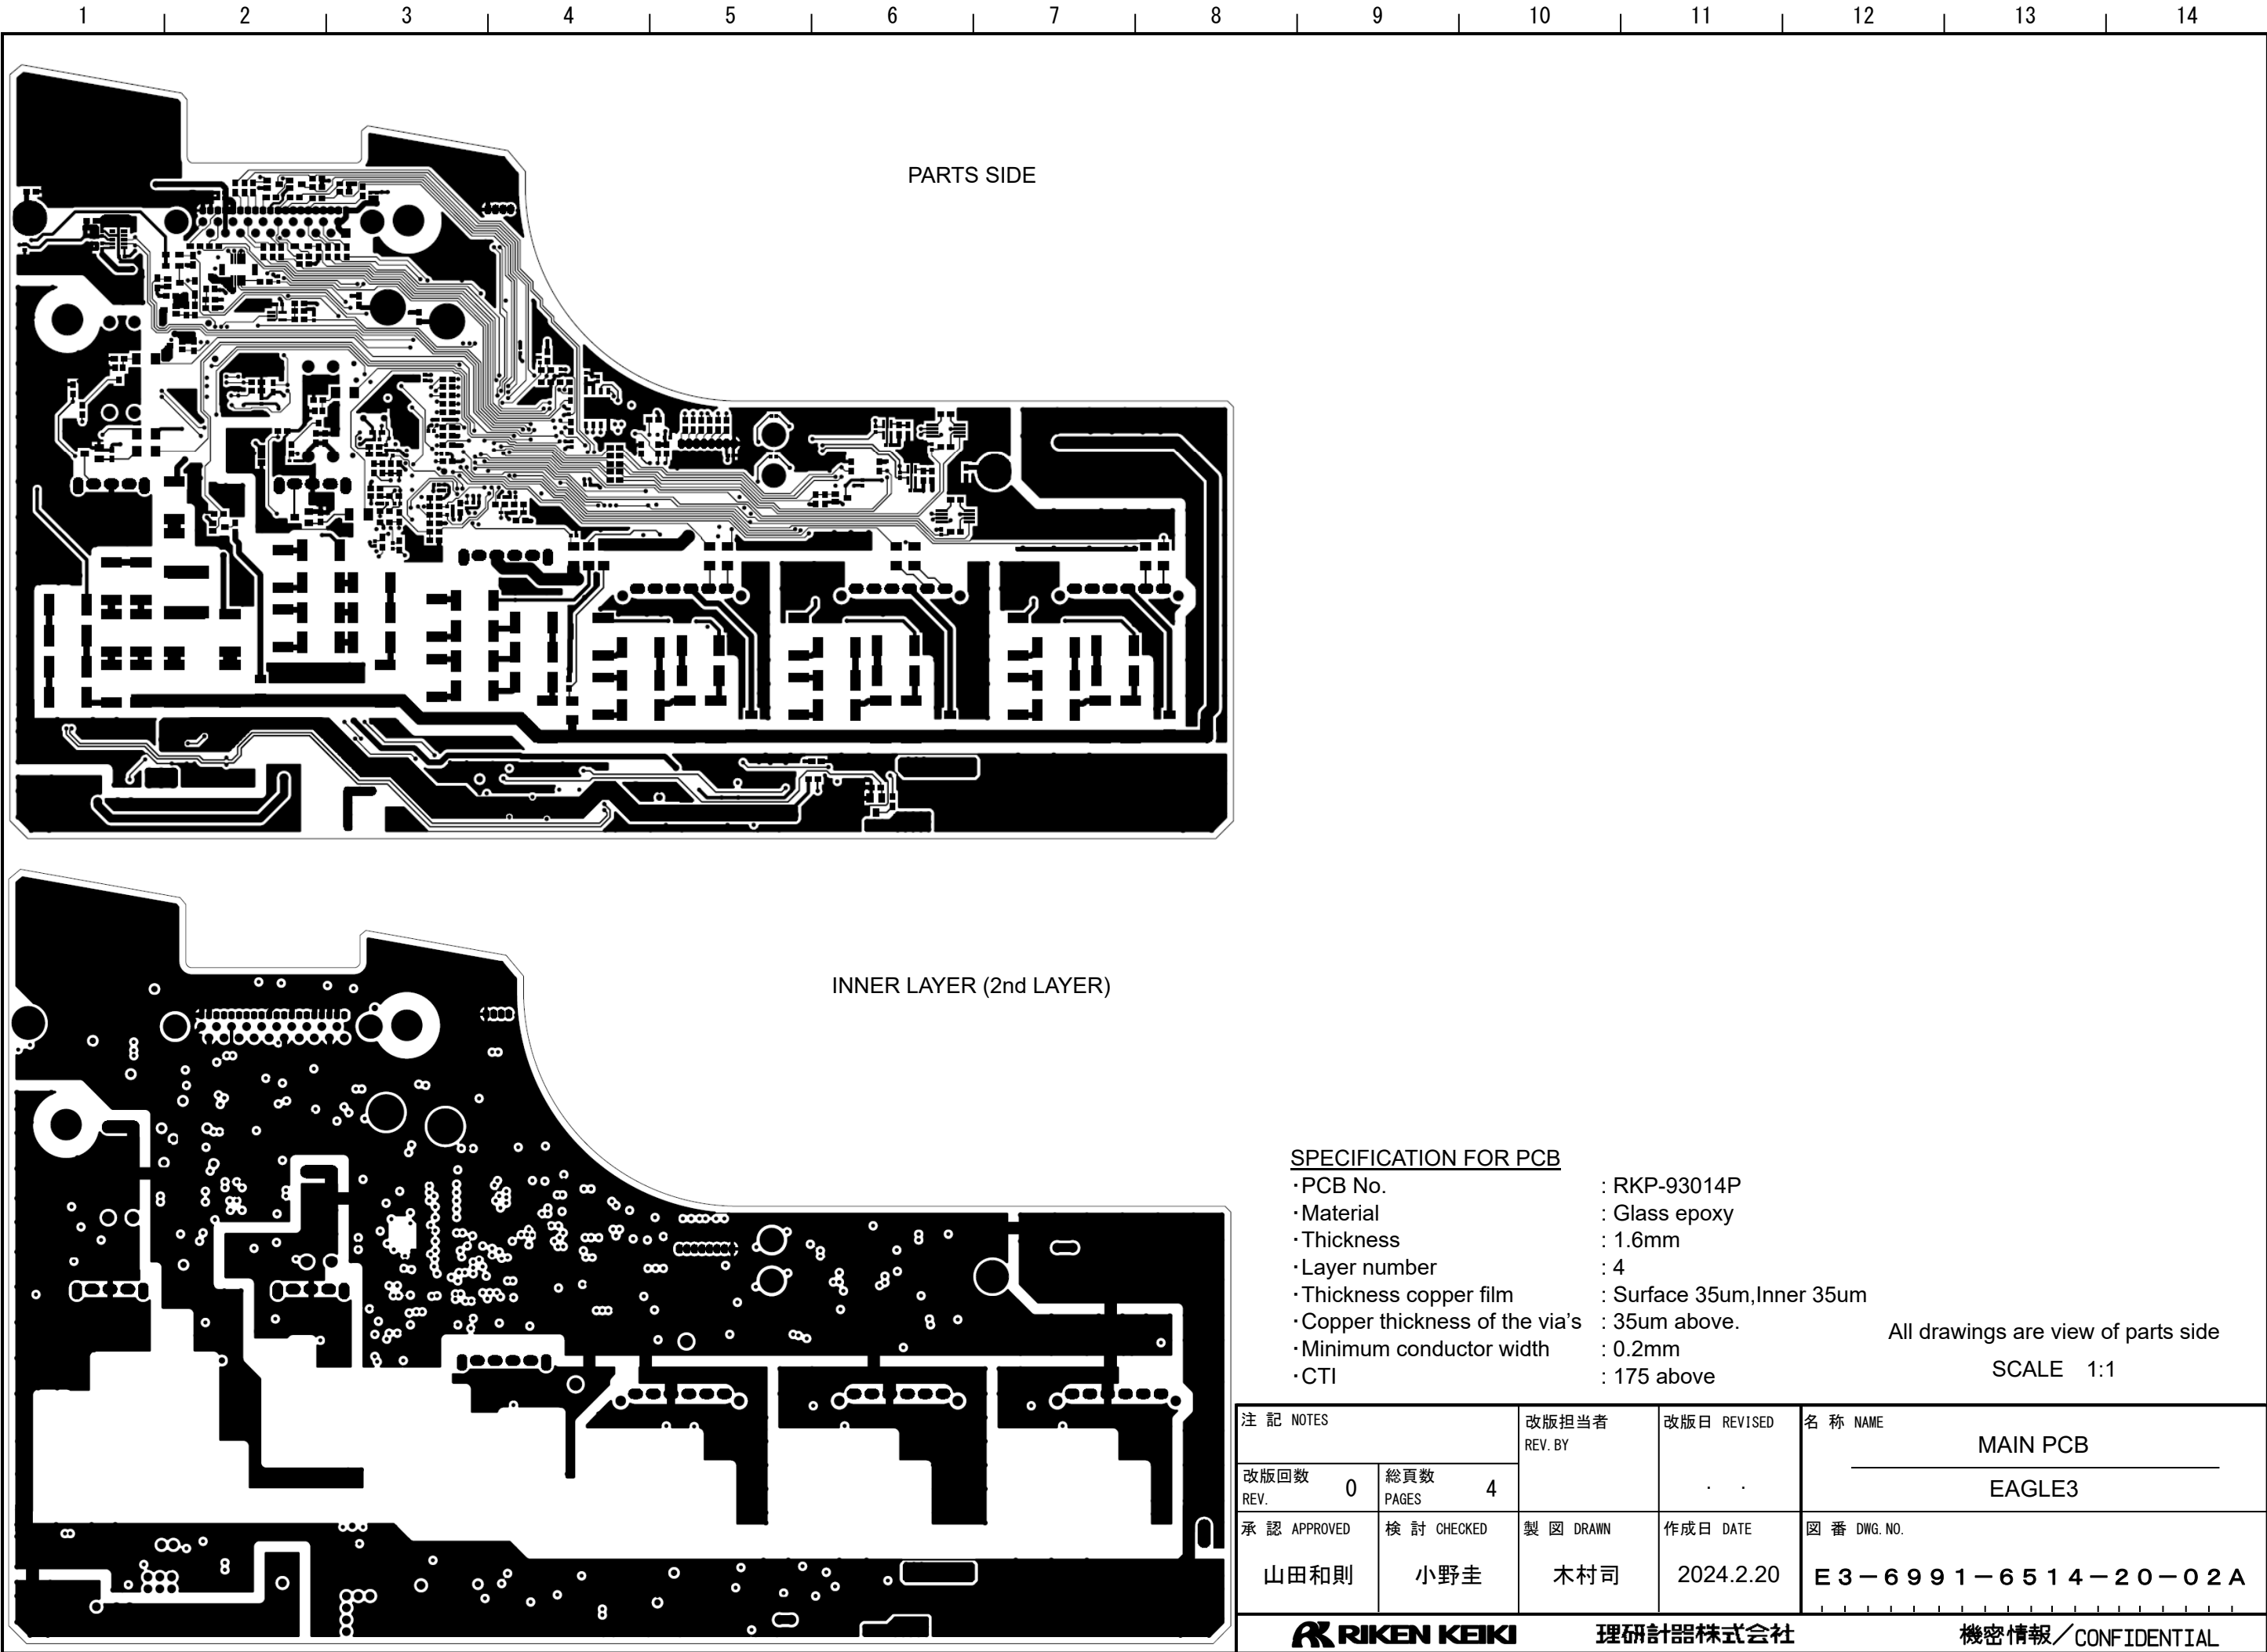 1 2 3 4 5 6 7 8 9 10 11 12 13 14
PARTS SIDE
INNER LAYER (2nd LAYER)
SPECIFICATION FOR PCB
・PCB No. : RKP-93014P
・Material : Glass epoxy
・Thickness : 1.6mm
・Layer number : 4
・Thickness copper film : Surface 35um,Inner 35um
・Copper thickness of the via's : 35um above.
・Minimum conductor width : 0.2mm
・CTI : 175 above
All drawings are view of parts side
SCALE 1:1
注 記 NOTES
改版担当者
REV. BY
改版日 REVISED
. .
名 称 NAME
MAIN PCB
EAGLE3
改版回数
REV. 0
総頁数
PAGES 4
承 認 APPROVED
山田和則
検 討 CHECKED
小野圭
製 図 DRAWN
木村司
作成日 DATE
2024.2.20
図 番 DWG. NO.
E3-6991-6514-20-02A
RIKEN KEIKI 理研計器株式会社 機密情報/CONFIDENTIAL